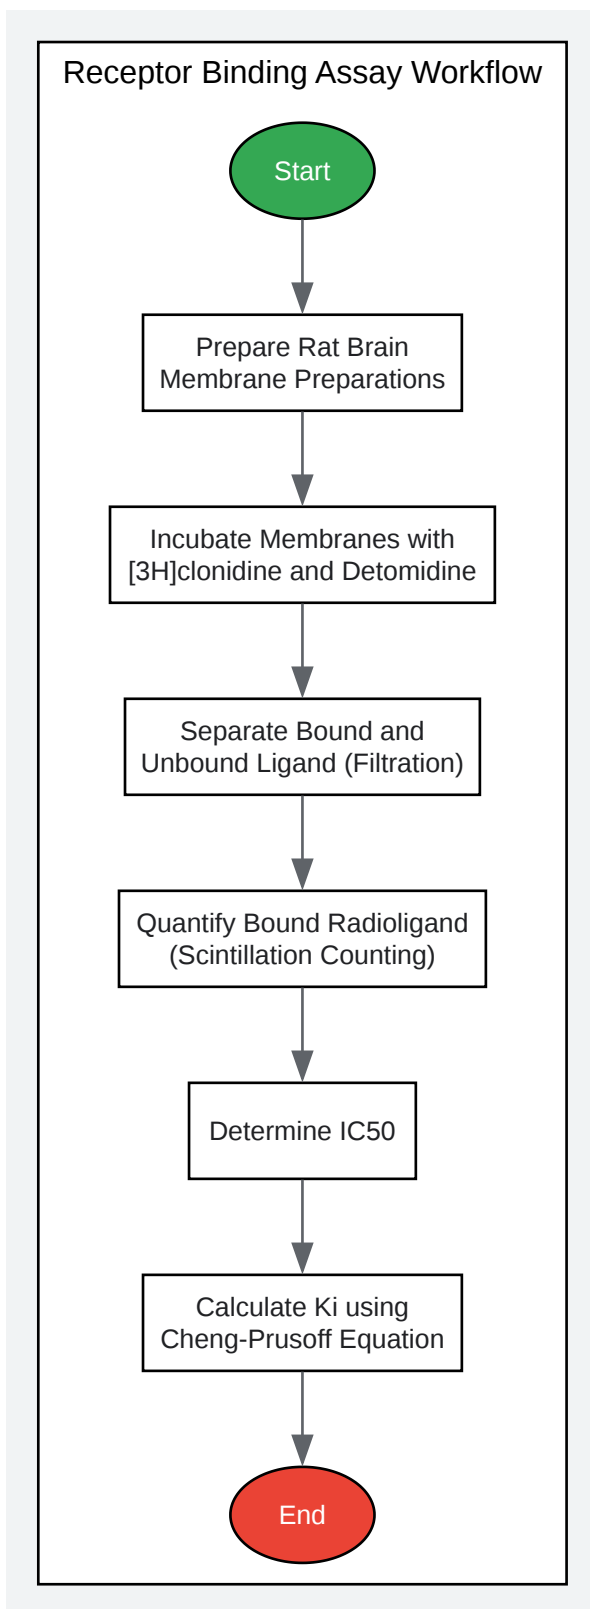 Receptor Binding Assay Workflow
Start
Prepare Rat Brain
Membrane Preparations
Incubate Membranes with
[3H]clonidine and Detomidine
Separate Bound and
Unbound Ligand (Filtration)
Quantify Bound Radioligand
(Scintillation Counting)
Determine IC50
Calculate Ki using
Cheng-Prusoff Equation
End